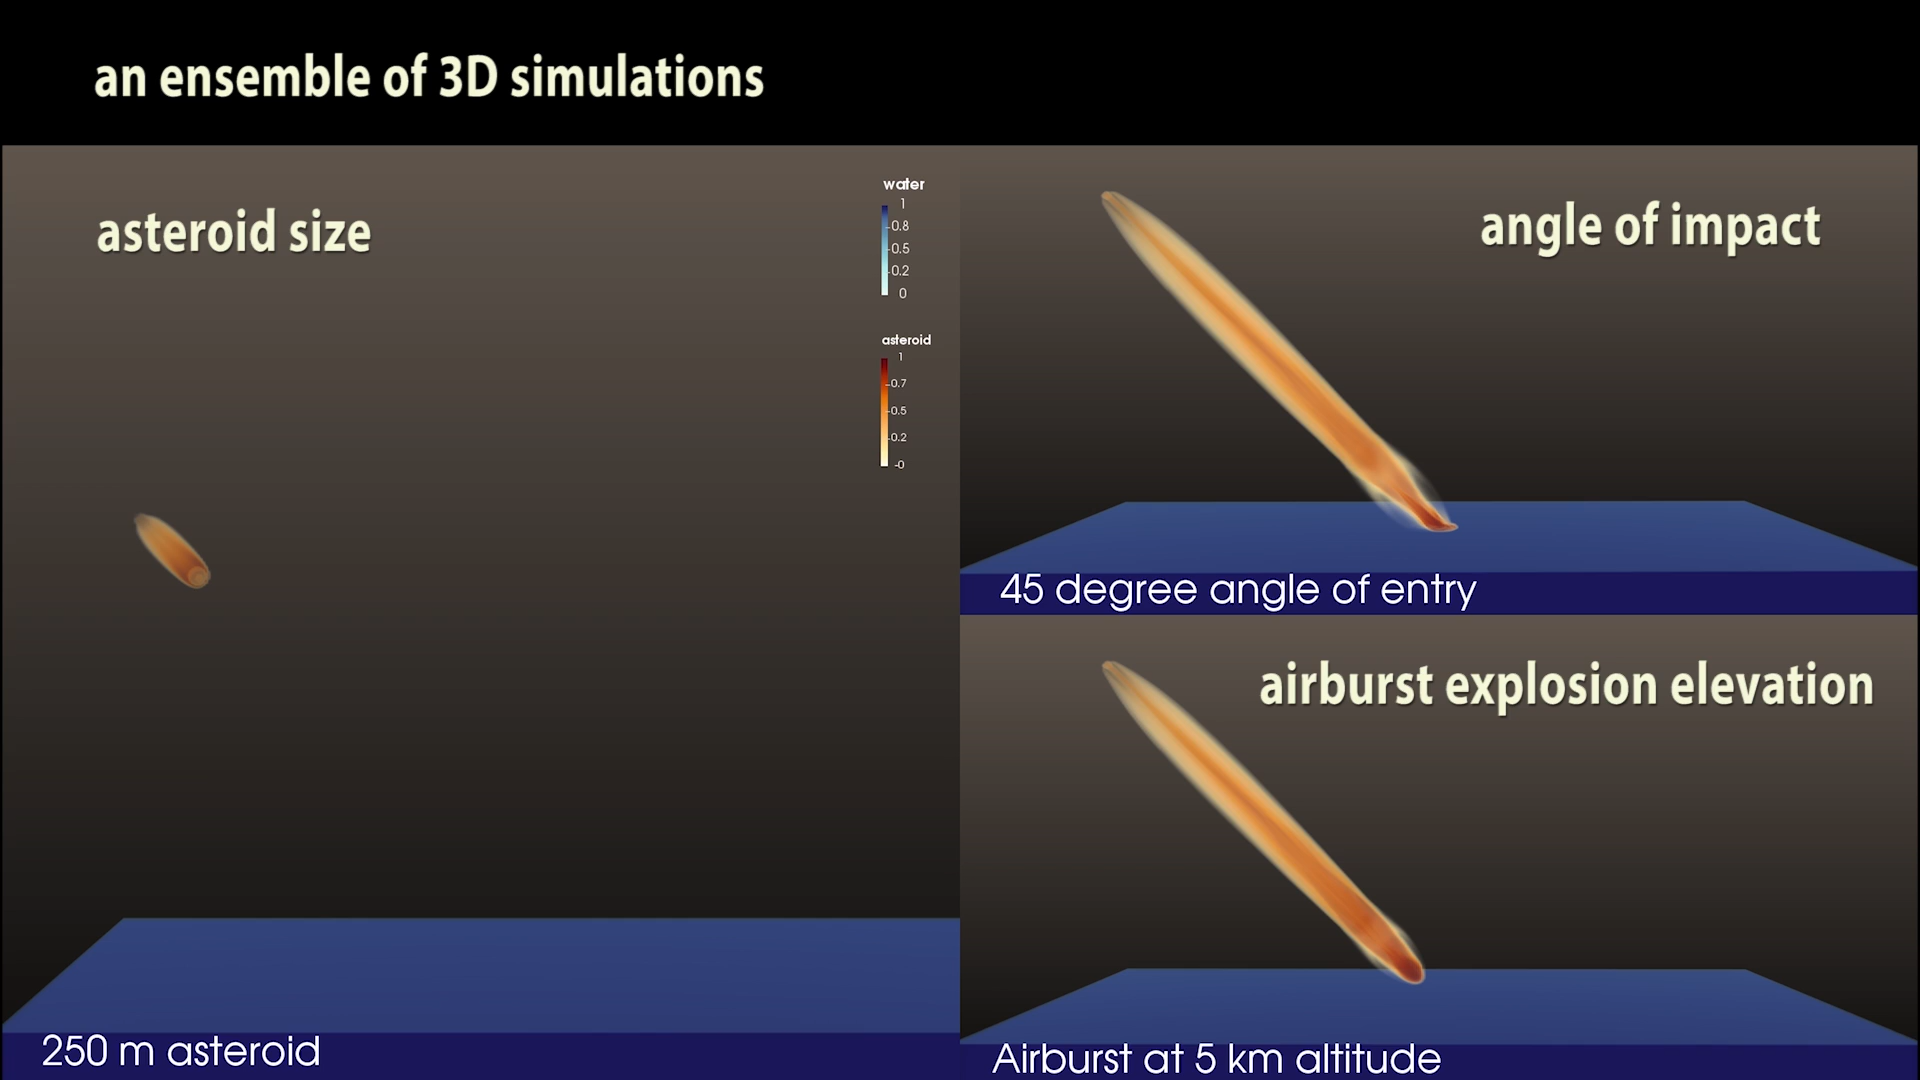 an ensemble of 3D simulations
asteroid size
water
1
0.8
0.5
0.2
0
asteroid
1
0.7
0.5
0.2
-0
250 m asteroid
angle of impact
45 degree angle of entry
airburst explosion elevation
Airburst at 5 km altitude